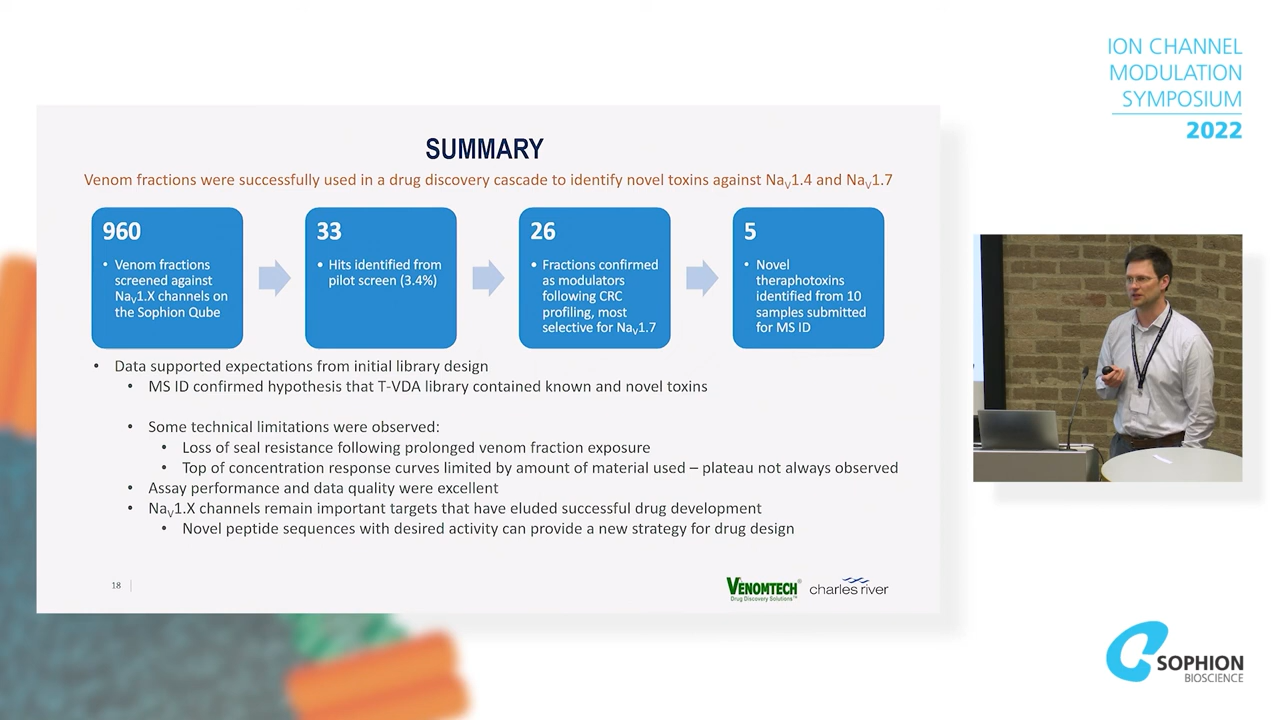 ION CHANNEL
MODULATION
SYMPOSIUM
2022
SUMMARY
Venom fractions were successfully used in a drug discovery cascade to identify novel toxins against NaV1.4 and NaV1.7
960
• Venom fractions
screened against
NaV1.X channels on
the Sophion Qube
33
• Hits identified from
pilot screen (3.4%)
26
• Fractions confirmed
as modulators
following CRC
profiling, most
selective for NaV1.7
5
• Novel
theraphotoxins
identified from 10
samples submitted
for MS ID
• Data supported expectations from initial library design
• MS ID confirmed hypothesis that T-VDA library contained known and novel toxins
• Some technical limitations were observed:
• Loss of seal resistance following prolonged venom fraction exposure
• Top of concentration response curves limited by amount of material used – plateau not always observed
• Assay performance and data quality were excellent
• NaV1.X channels remain important targets that have eluded successful drug development
• Novel peptide sequences with desired activity can provide a new strategy for drug design
18
VENOMTECH®
Drug Discovery Solutions™
charles river
SOPHION
BIOSCIENCE